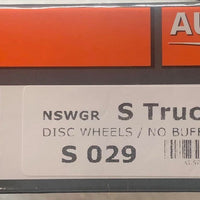 AU
NSWGR S Truc
DISC WHEELS / NO BUFF
S 029